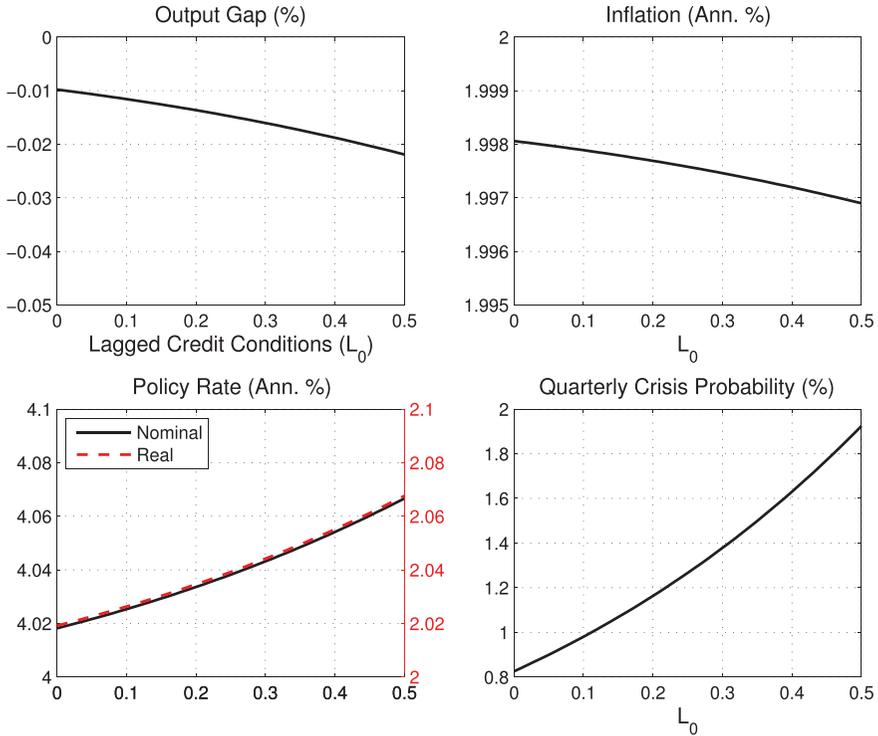 Output Gap (%)
0
−0.01
−0.02
−0.03
−0.04
−0.05
0 0.1 0.2 0.3 0.4 0.5
Lagged Credit Conditions (L0)
Inflation (Ann. %)
2
1.999
1.998
1.997
1.996
1.995
0 0.1 0.2 0.3 0.4 0.5
L0
Policy Rate (Ann. %)
4.1
4.08
4.06
4.04
4.02
4
Nominal
Real
2.1
2.08
2.06
2.04
2.02
2
0 0.1 0.2 0.3 0.4 0.5
Quarterly Crisis Probability (%)
2
1.8
1.6
1.4
1.2
1
0.8
0 0.1 0.2 0.3 0.4 0.5
L0